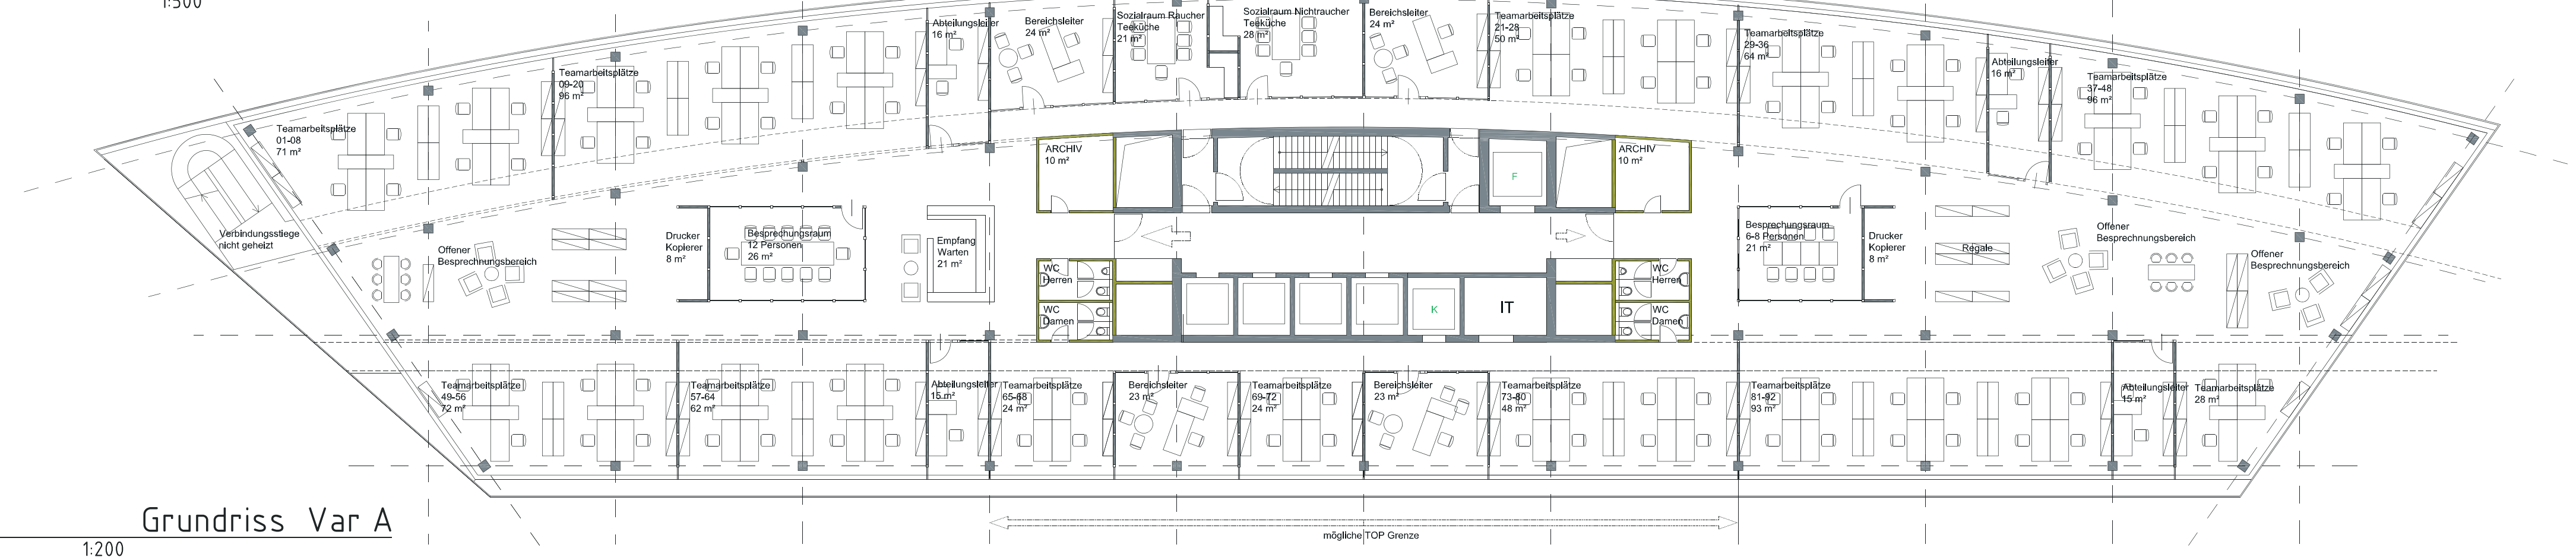 1:500
Abteilungsleiter
16 m²
Bereichsleiter
24 m²
Sozialraum Raucher
Teeküche
21 m²
Sozialraum Nichtraucher
Teeküche
28 m²
Bereichsleiter
24 m²
Teamarbeitsplätze
21-28
50 m²
Teamarbeitsplätze
29-36
64 m²
Abteilungsleiter
16 m²
Teamarbeitsplätze
37-48
96 m²
Teamarbeitsplätze
09-20
96 m²
Teamarbeitsplätze
01-08
71 m²
ARCHIV
10 m²
F
ARCHIV
10 m²
Verbindungsstiege
nicht geheizt
Offener
Besprechnungsbereich
Drucker
Kopierer
8 m²
Besprechungsraum
12 Personen
26 m²
Empfang
Warten
21 m²
WC
Herren
WC
Damen
K
IT
WC
Herren
WC
Damen
Besprechungsraum
6-8 Personen
21 m²
Drucker
Kopierer
8 m²
Regale
Offener
Besprechnungsbereich
Offener
Besprechnungsbereich
Teamarbeitsplätze
49-56
72 m²
Teamarbeitsplätze
57-64
62 m²
Abteilungsleiter
15 m²
Teamarbeitsplätze
65-68
24 m²
Bereichsleiter
23 m²
Teamarbeitsplätze
69-72
24 m²
Bereichsleiter
23 m²
Teamarbeitsplätze
73-80
48 m²
Teamarbeitsplätze
81-92
93 m²
Abteilungsleiter
15 m²
Teamarbeitsplätze
28 m²
mögliche TOP Grenze
Grundriss Var A
1:200